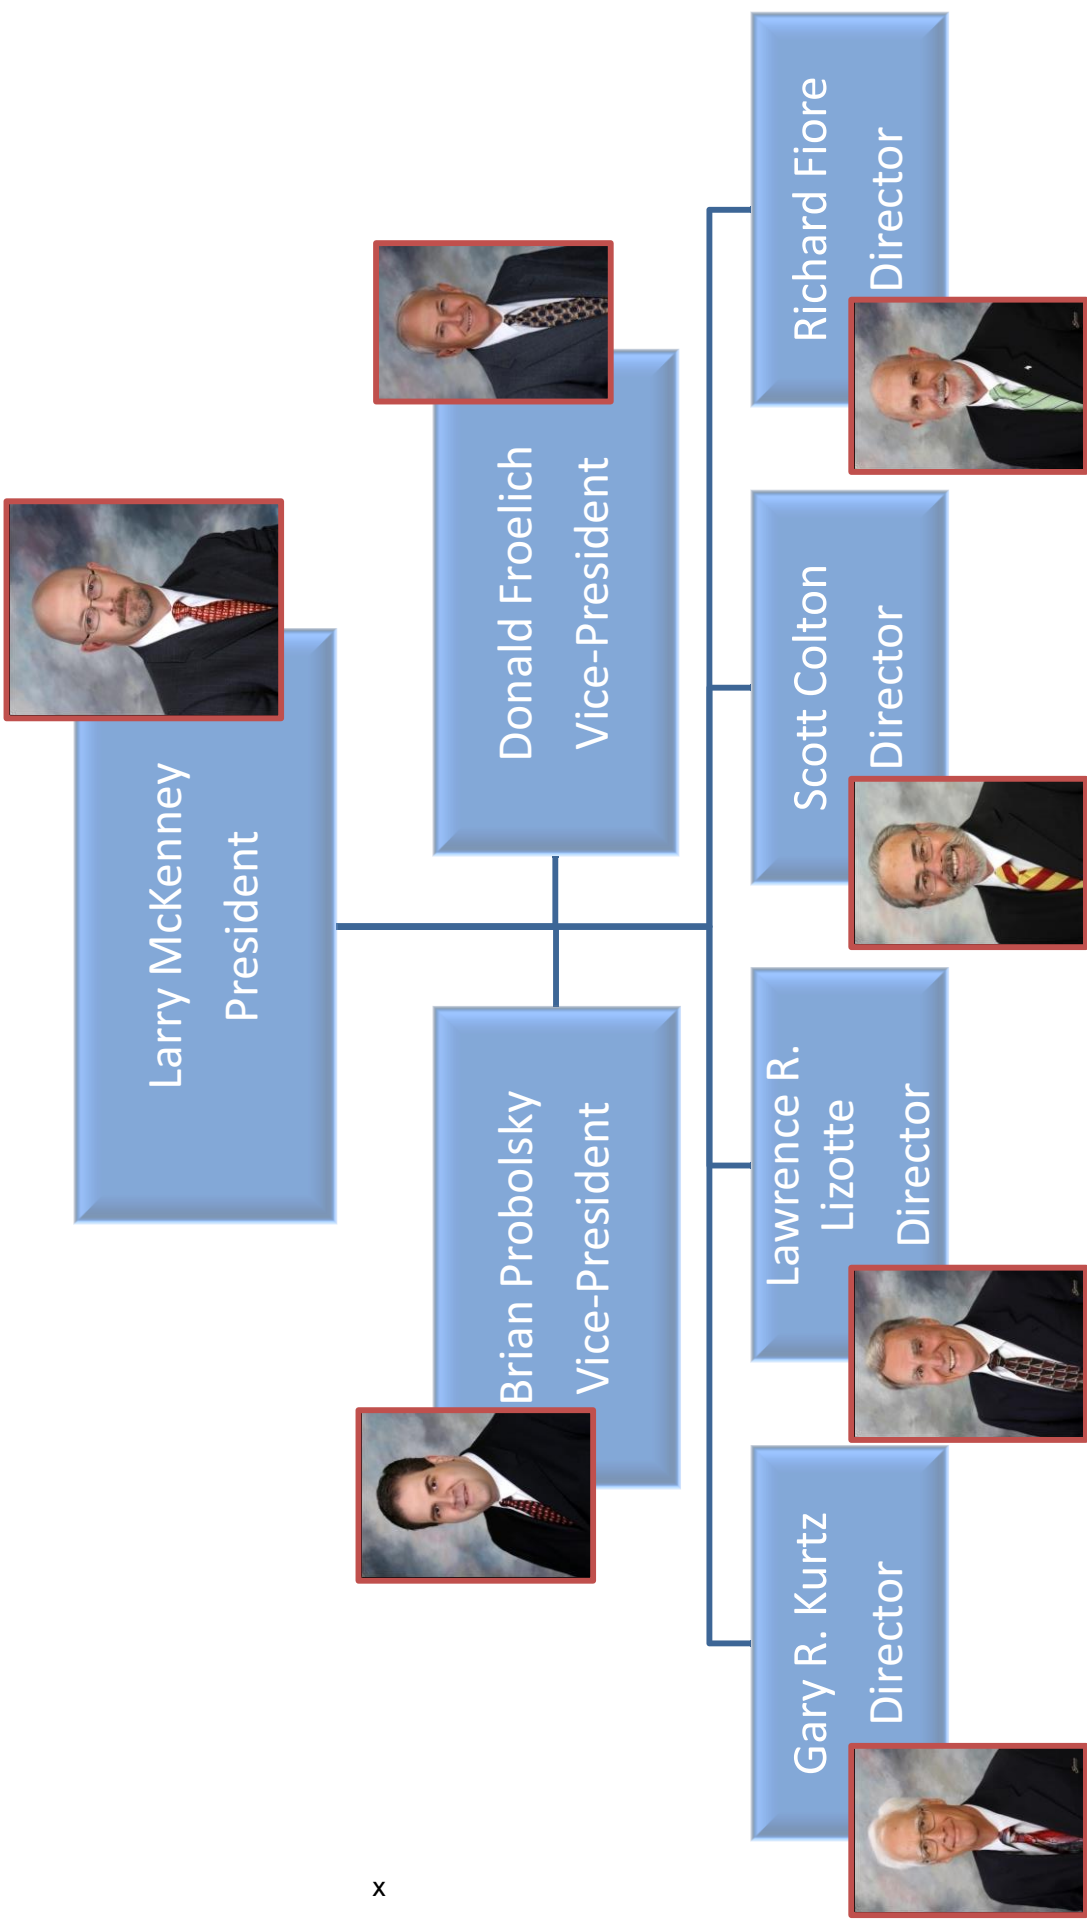 Larry McKenney
President
Brian Probolsky
Vice-President
Donald Froelich
Vice-President
Gary R. Kurtz
Director
Lawrence R.
Lizotte
Director
Scott Colton
Director
Richard Fiore
Director
x